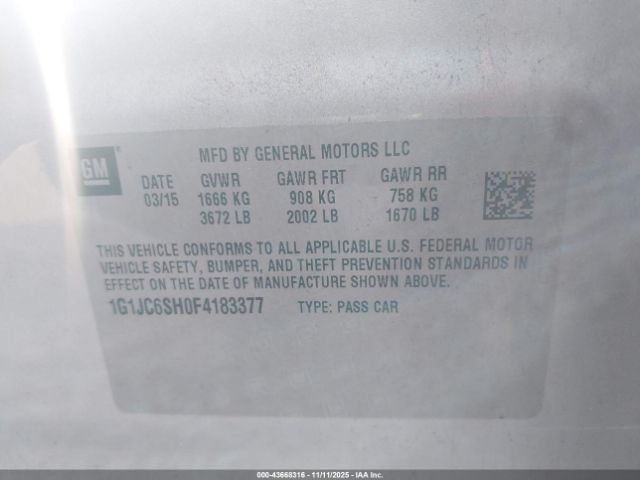 GM
MFD BY GENERAL MOTORS LLC
DATE GVWR GAWR FRT GAWR RR
03/15 1666 KG 908 KG 758 KG
3672 LB 2002 LB 1670 LB
THIS VEHICLE CONFORMS TO ALL APPLICABLE U.S. FEDERAL MOTOR
VEHICLE SAFETY, BUMPER, AND THEFT PREVENTION STANDARDS IN
EFFECT ON THE DATE OF MANUFACTURE SHOWN ABOVE.
1G1JC6SH0F4183377 TYPE: PASS CAR
000-43668316 - 11/11/2025 - IAA Inc.